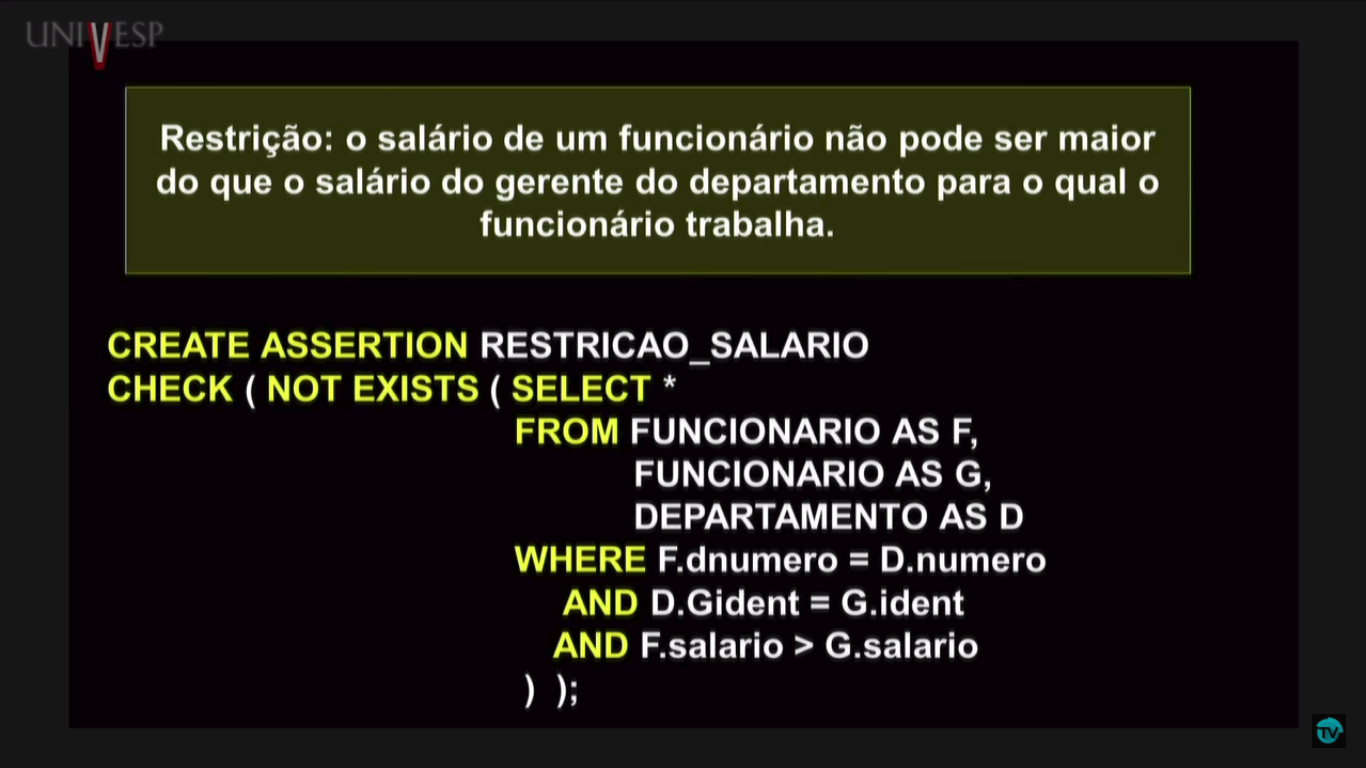 UNIVESP
Restrição: o salário de um funcionário não pode ser maior
do que o salário do gerente do departamento para o qual o
funcionário trabalha.
CREATE ASSERTION RESTRICAO_SALARIO
CHECK ( NOT EXISTS ( SELECT *
FROM FUNCIONARIO AS F,
FUNCIONARIO AS G,
DEPARTAMENTO AS D
WHERE F.dnumero = D.numero
AND D.Gident = G.ident
AND F.salario > G.salario
) );
TV